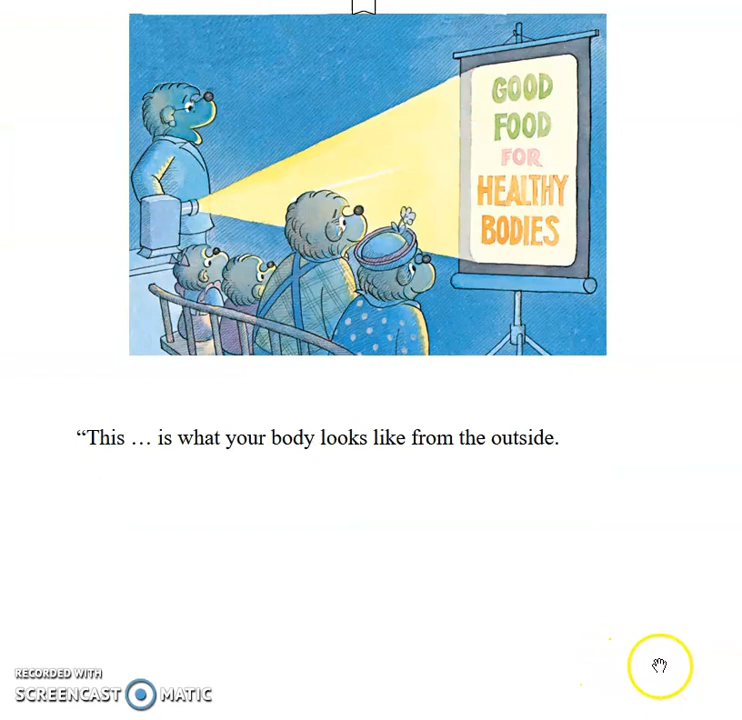 GOOD
FOOD
FOR
HEALTHY
BODIES
“This … is what your body looks like from the outside.
RECORDED WITH
SCREENCAST MATIC